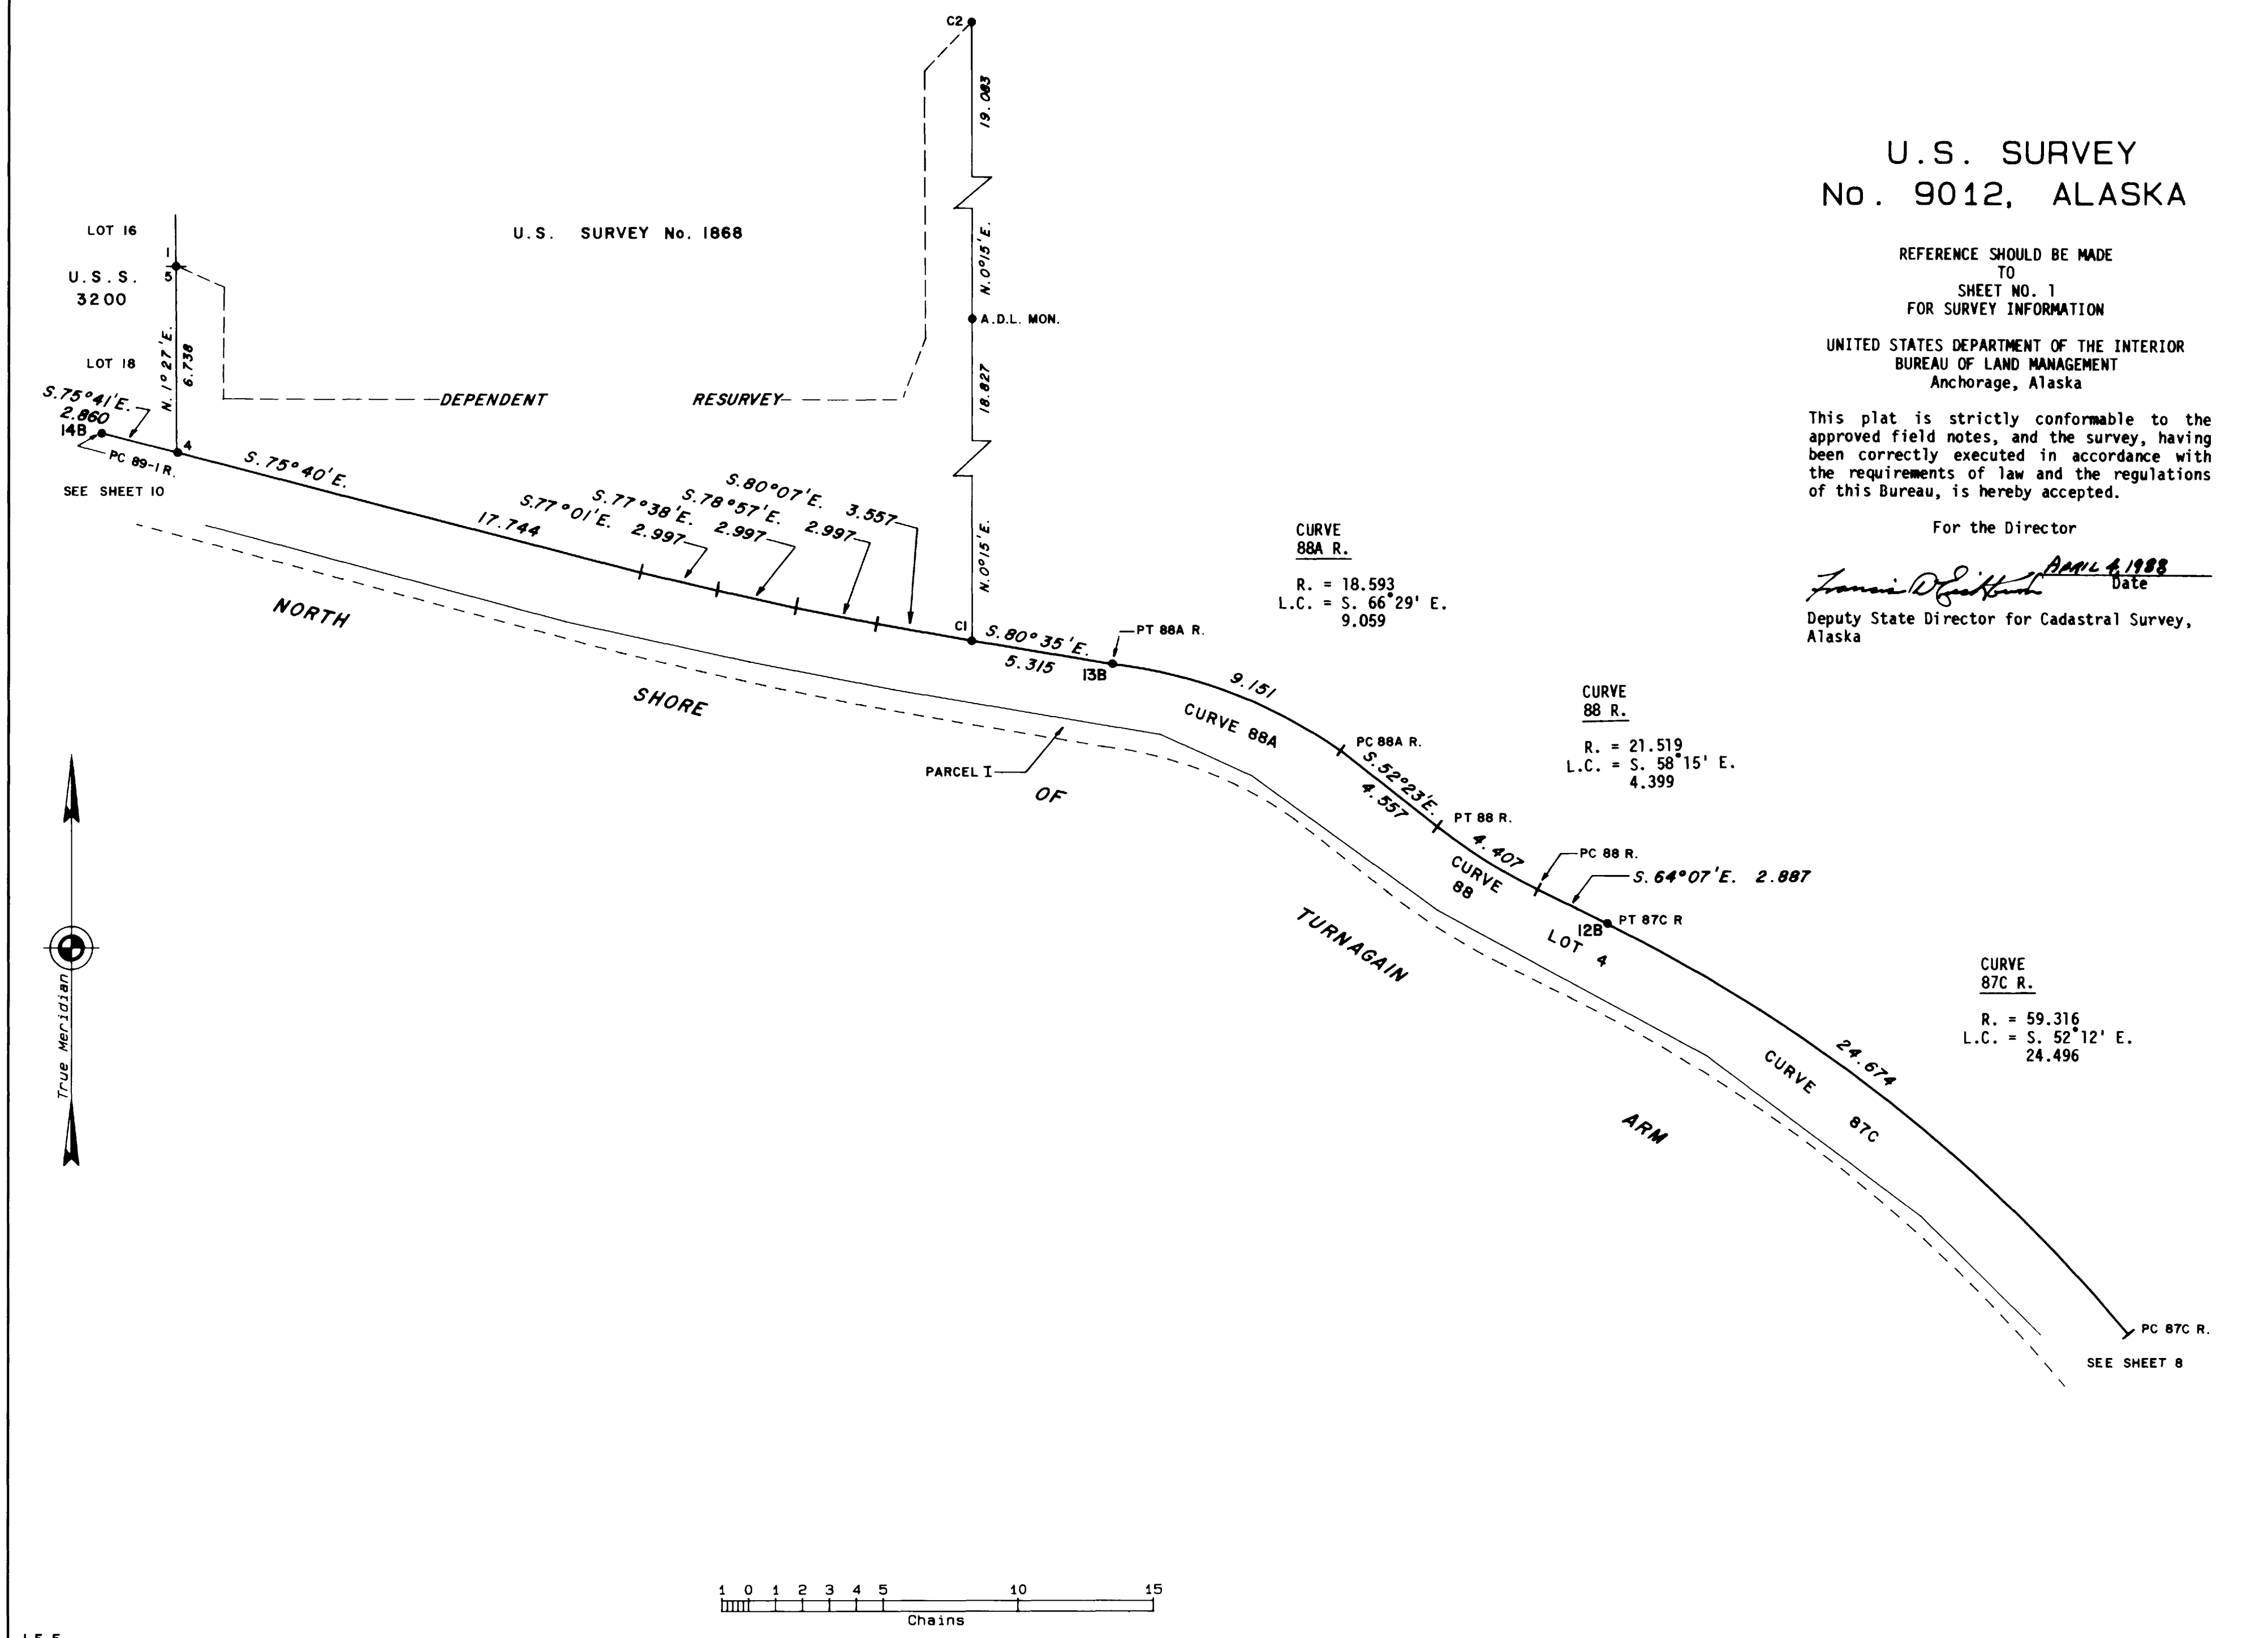 C2
19.083
N.0°15'E.
A.D.L. MON.
18.827
N.0°15'E.
U.S. SURVEY
No. 9012, ALASKA
REFERENCE SHOULD BE MADE
TO
SHEET NO. 1
FOR SURVEY INFORMATION
UNITED STATES DEPARTMENT OF THE INTERIOR
BUREAU OF LAND MANAGEMENT
Anchorage, Alaska
This plat is strictly conformable to the
approved field notes, and the survey, having
been correctly executed in accordance with
the requirements of law and the regulations
of this Bureau, is hereby accepted.
For the Director
APRIL 4, 1988
Date
Deputy State Director for Cadastral Survey,
Alaska
LOT 16
U.S. SURVEY No. 1868
1
5
U.S.S.
3200
N. 1°27'E.
6.738
LOT 18
S.75°41'E.
2.860
14B
PC 89-1 R.
SEE SHEET 10
4
DEPENDENT RESURVEY
S.75°40'E.
17.744
S.77°01'E. 2.997
S.77°38'E. 2.997
S.78°57'E. 2.997
S.80°07'E. 3.557
C1
S.80°35'E.
5.315
13B
PT 88A R.
CURVE
88A R.
R. = 18.593
L.C. = S. 66°29' E.
9.059
9.151
CURVE 88A
PC 88A R.
S.52°23'E.
4.557
PT 88 R.
CURVE
88 R.
R. = 21.519
L.C. = S. 58°15' E.
4.399
4.407
CURVE
88
PC 88 R.
S.64°07'E. 2.887
PT 87C R
12B
LOT 4
CURVE
87C R.
R. = 59.316
L.C. = S. 52°12' E.
24.496
24.674
CURVE 87C
PC 87C R.
SEE SHEET 8
PARCEL I
NORTH
SHORE
OF
TURNAGAIN
ARM
True Meridian
1 0 1 2 3 4 5 10 15
Chains